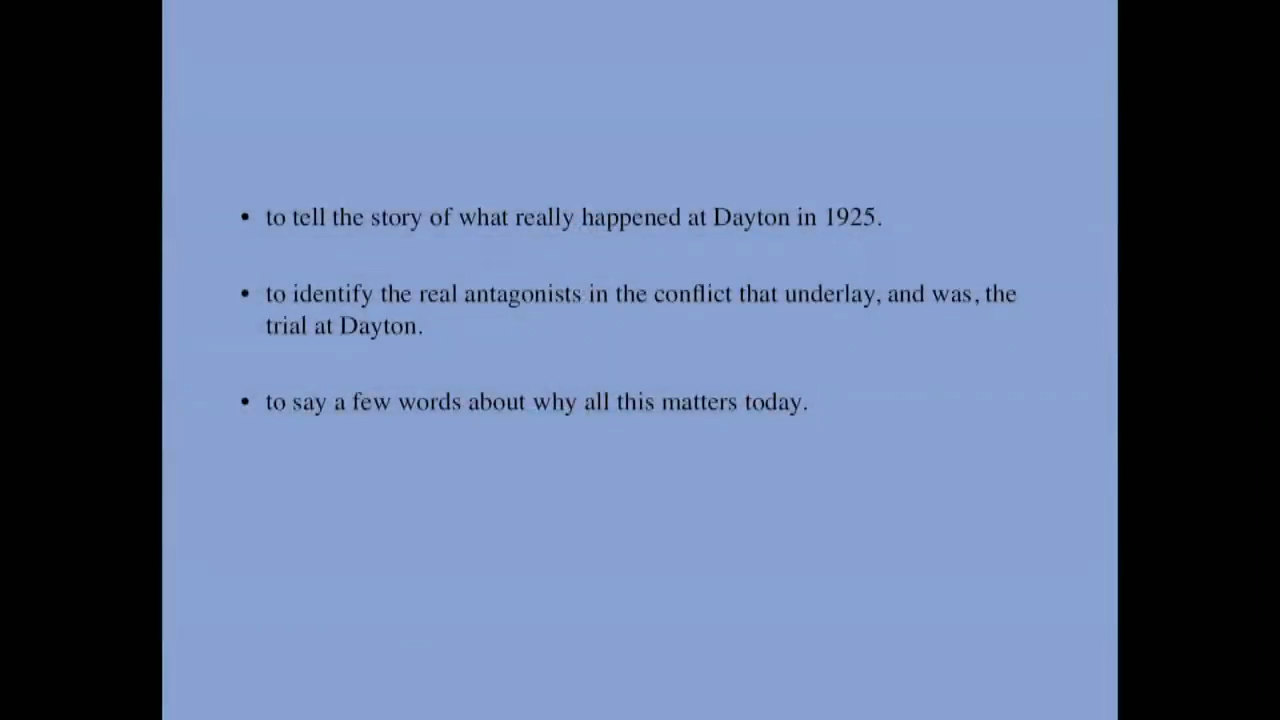 • to tell the story of what really happened at Dayton in 1925.
• to identify the real antagonists in the conflict that underlay, and was, the
trial at Dayton.
• to say a few words about why all this matters today.